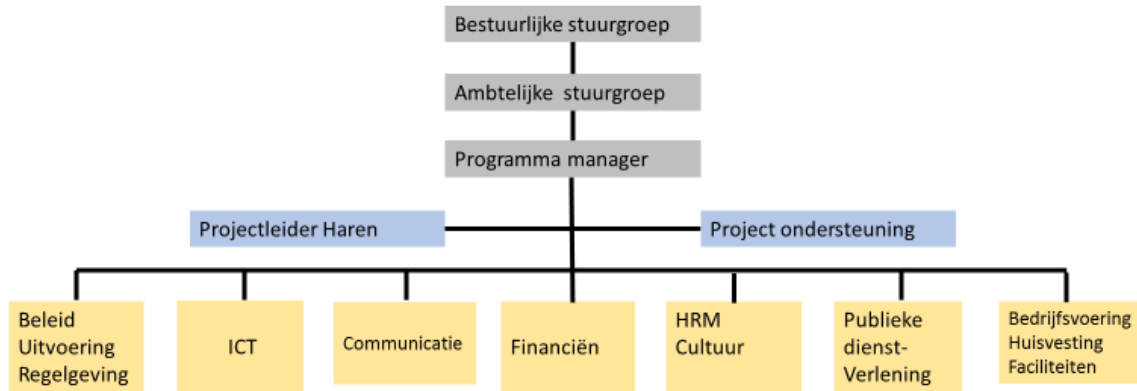 Bestuurlijke stuurgroep
Ambtelijke stuurgroep
Programma manager
Projectleider Haren
Project ondersteuning
Beleid
Uitvoering
Regelgeving
ICT
Communicatie
Financiën
HRM
Cultuur
Publieke
dienst-
Verlening
Bedrijfsvoering
Huisvesting
Faciliteiten